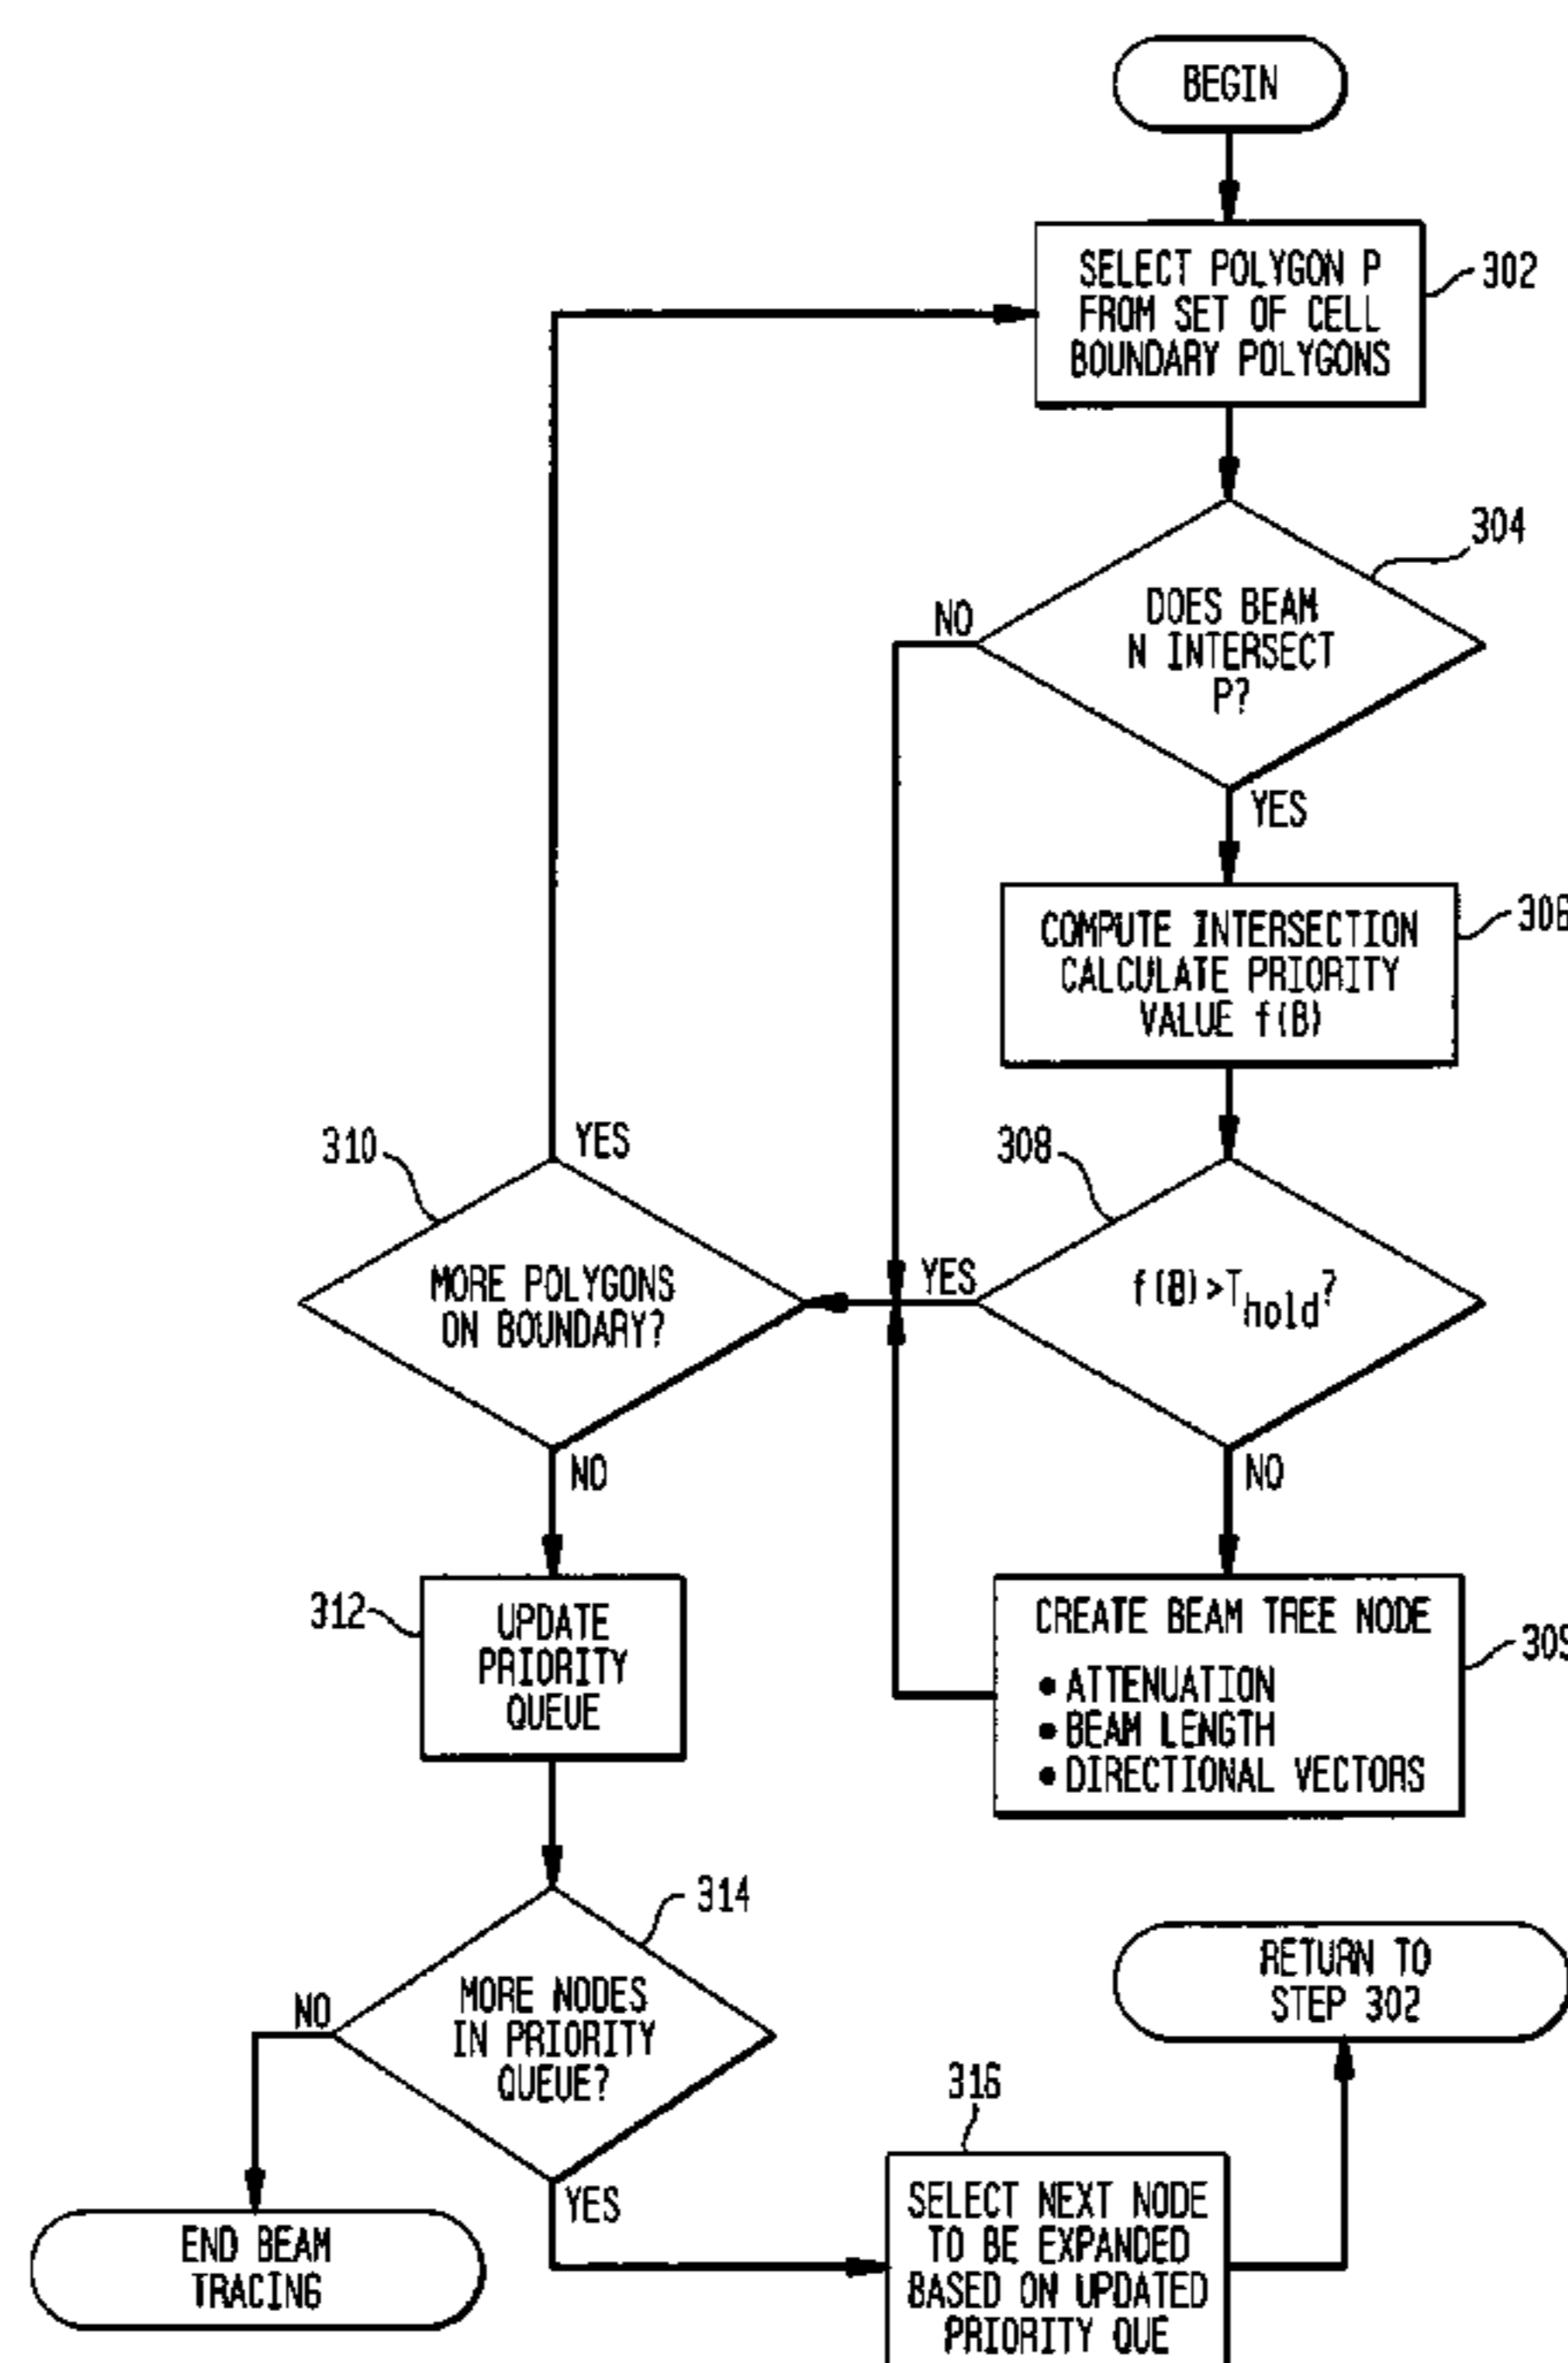 BEGIN
SELECT POLYGON P
FROM SET OF CELL
BOUNDARY POLYGONS
302
DOES BEAM
N INTERSECT
P?
304
NO
YES
COMPUTE INTERSECTION
CALCULATE PRIORITY
VALUE f(B)
306
308
f(B)>Thold?
YES
NO
310
YES
MORE POLYGONS
ON BOUNDARY?
NO
CREATE BEAM TREE NODE
• ATTENUATION
• BEAM LENGTH
• DIRECTIONAL VECTORS
309
312
UPDATE
PRIORITY
QUEUE
314
MORE NODES
IN PRIORITY
QUEUE?
NO
YES
END BEAM
TRACING
316
SELECT NEXT NODE
TO BE EXPANDED
BASED ON UPDATED
PRIORITY QUE
RETURN TO
STEP 302